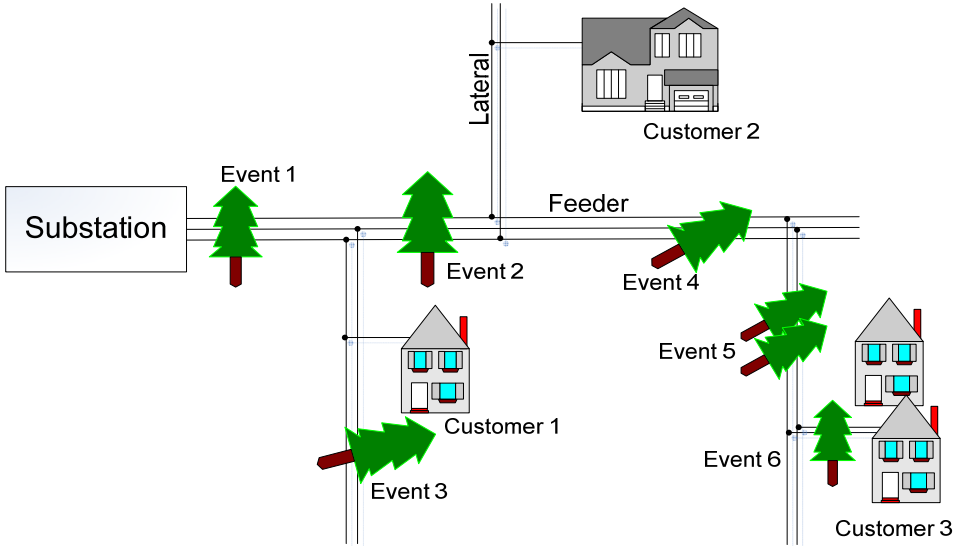 Lateral
Customer 2
Event 1
Substation
Feeder
Event 2
Event 4
Event 5
Customer 1
Event 3
Event 6
Customer 3